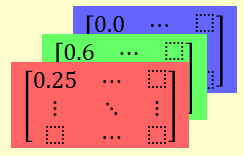 [0.0 ⋯ ⬚]
[0.6 ⋯ ⬚]
[0.25 ⋯ ⬚
⋮ ⋱ ⋮
⬚ ⋯ ⬚]